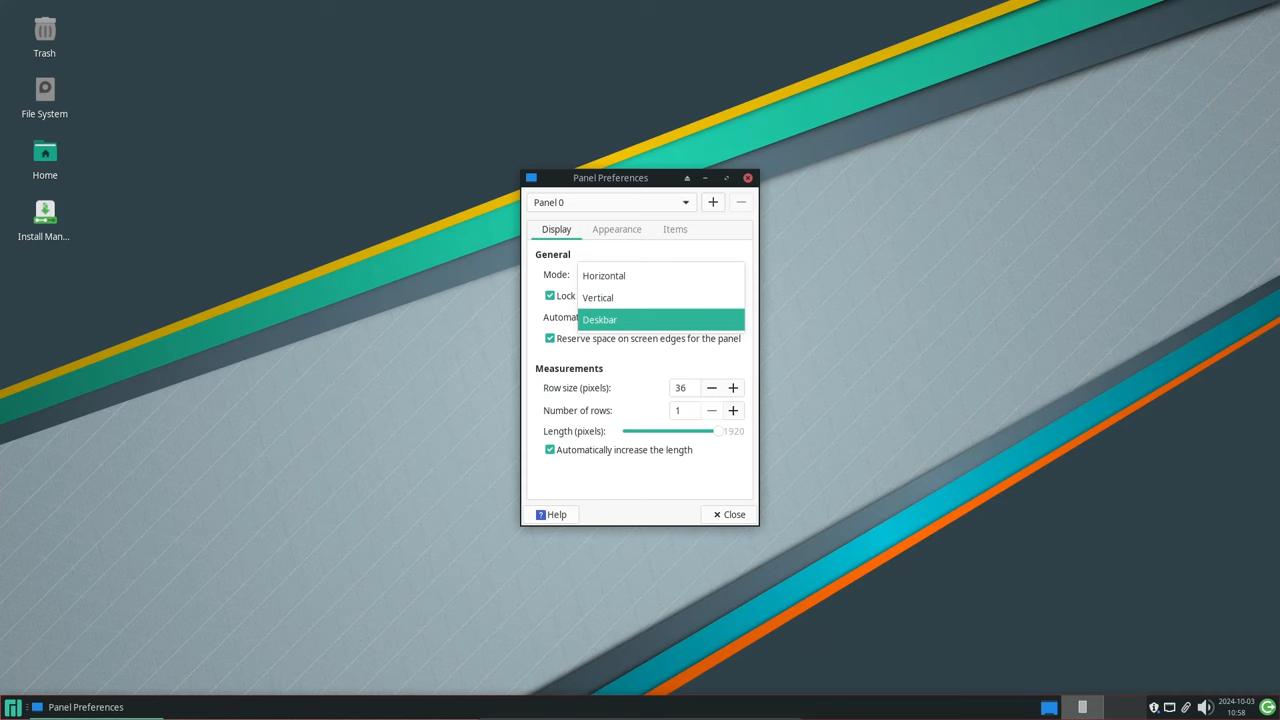 Trash
File System
Home
Install Man...
Panel Preferences
Panel 0
Display Appearance Items
General
Mode:
Horizontal
Vertical
Deskbar
Lock
Automat
Reserve space on screen edges for the panel
Measurements
Row size (pixels): 36
Number of rows: 1
Length (pixels): 1920
Automatically increase the length
? Help
Close
Panel Preferences
2024-10-03
10:58